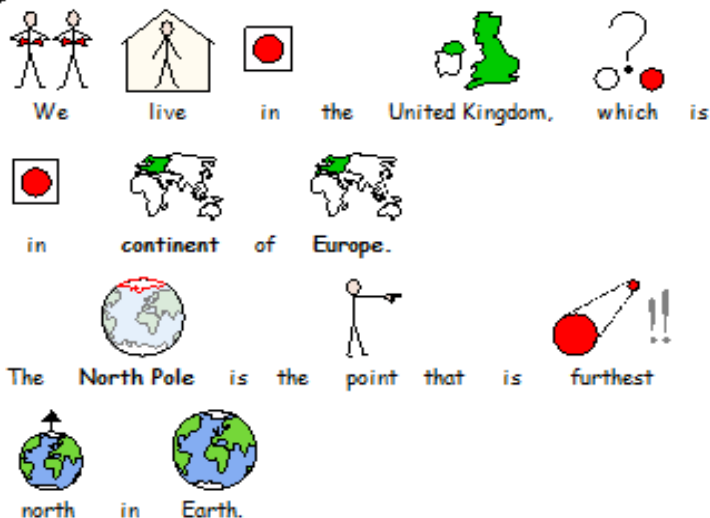 We live in the United Kingdom, which is
in continent of Europe.
The North Pole is the point that is furthest
north in Earth.